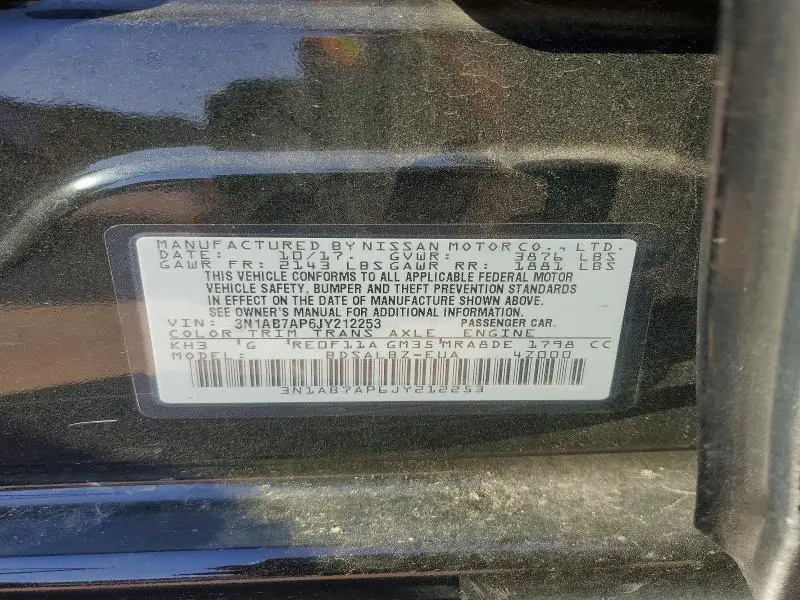 MANUFACTURED BY NISSAN MOTOR CO., LTD.
DATE: 10/17. GVWR: 3876 LBS
GAWR FR: 2143 LBS GAWR RR: 1881 LBS
THIS VEHICLE CONFORMS TO ALL APPLICABLE FEDERAL MOTOR
VEHICLE SAFETY, BUMPER AND THEFT PREVENTION STANDARDS
IN EFFECT ON THE DATE OF MANUFACTURE SHOWN ABOVE.
SEE OWNER'S MANUAL FOR ADDITIONAL INFORMATION.
VIN: 3N1AB7AP6JY212253 PASSENGER CAR.
COLOR TRIM TRANS AXLE ENGINE
KH3 'G 'RE0F11A GM35'MRA8DE 1798 CC
MODEL: BDSALBZ-EUA 4Z000
3N1AB7AP6JY212253